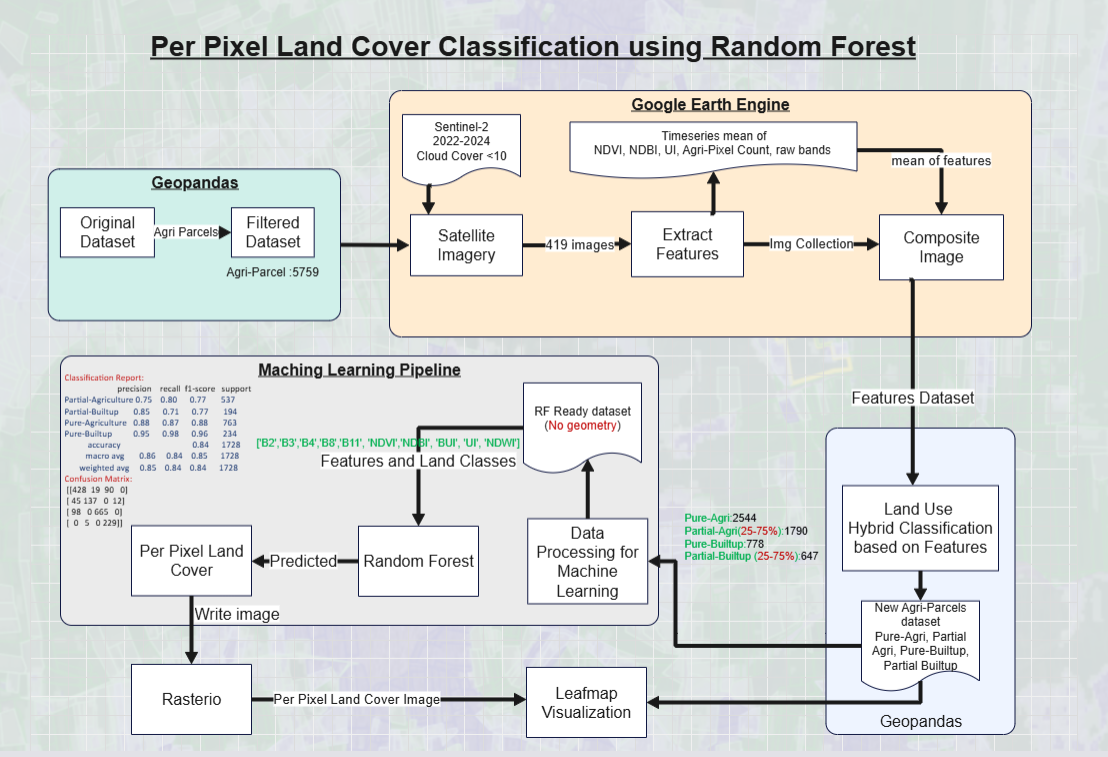 Per Pixel Land Cover Classification using Random Forest
Google Earth Engine
Sentinel-2
2022-2024
Cloud Cover <10
Timeseries mean of
NDVI, NDBI, UI, Agri-Pixel Count, raw bands
mean of features
Geopandas
Original
Dataset
Agri Parcels
Filtered
Dataset
Agri-Parcel :5759
Satellite
Imagery
419 images
Extract
Features
Img Collection
Composite
Image
Features Dataset
Maching Learning Pipeline
Classification Report:
precision recall f1-score support
Partial-Agriculture 0.75 0.80 0.77 537
Partial-Builtup 0.85 0.71 0.77 194
Pure-Agriculture 0.88 0.87 0.88 763
Pure-Builtup 0.95 0.98 0.96 234
accuracy 0.84 1728
macro avg 0.86 0.84 0.85 1728
weighted avg 0.85 0.84 0.84 1728
Confusion Matrix:
[[428 19 90 0]
[ 45 137 0 12]
[ 98 0 665 0]
[ 0 5 0 229]]
RF Ready dataset
(No geometry)
['B2','B3','B4','B8','B11', 'NDVI','NDBI', 'BUI', 'UI', 'NDWI']
Features and Land Classes
Data
Processing for
Machine
Learning
Random Forest
Predicted
Per Pixel Land
Cover
Write image
Pure-Agri:2544
Partial-Agri(25-75%):1790
Pure-Builtup:778
Partial-Builtup (25-75%):647
Land Use
Hybrid Classification
based on Features
New Agri-Parcels
dataset
Pure-Agri, Partial
Agri, Pure-Builtup,
Partial Builtup
Geopandas
Rasterio
Per Pixel Land Cover Image
Leafmap
Visualization